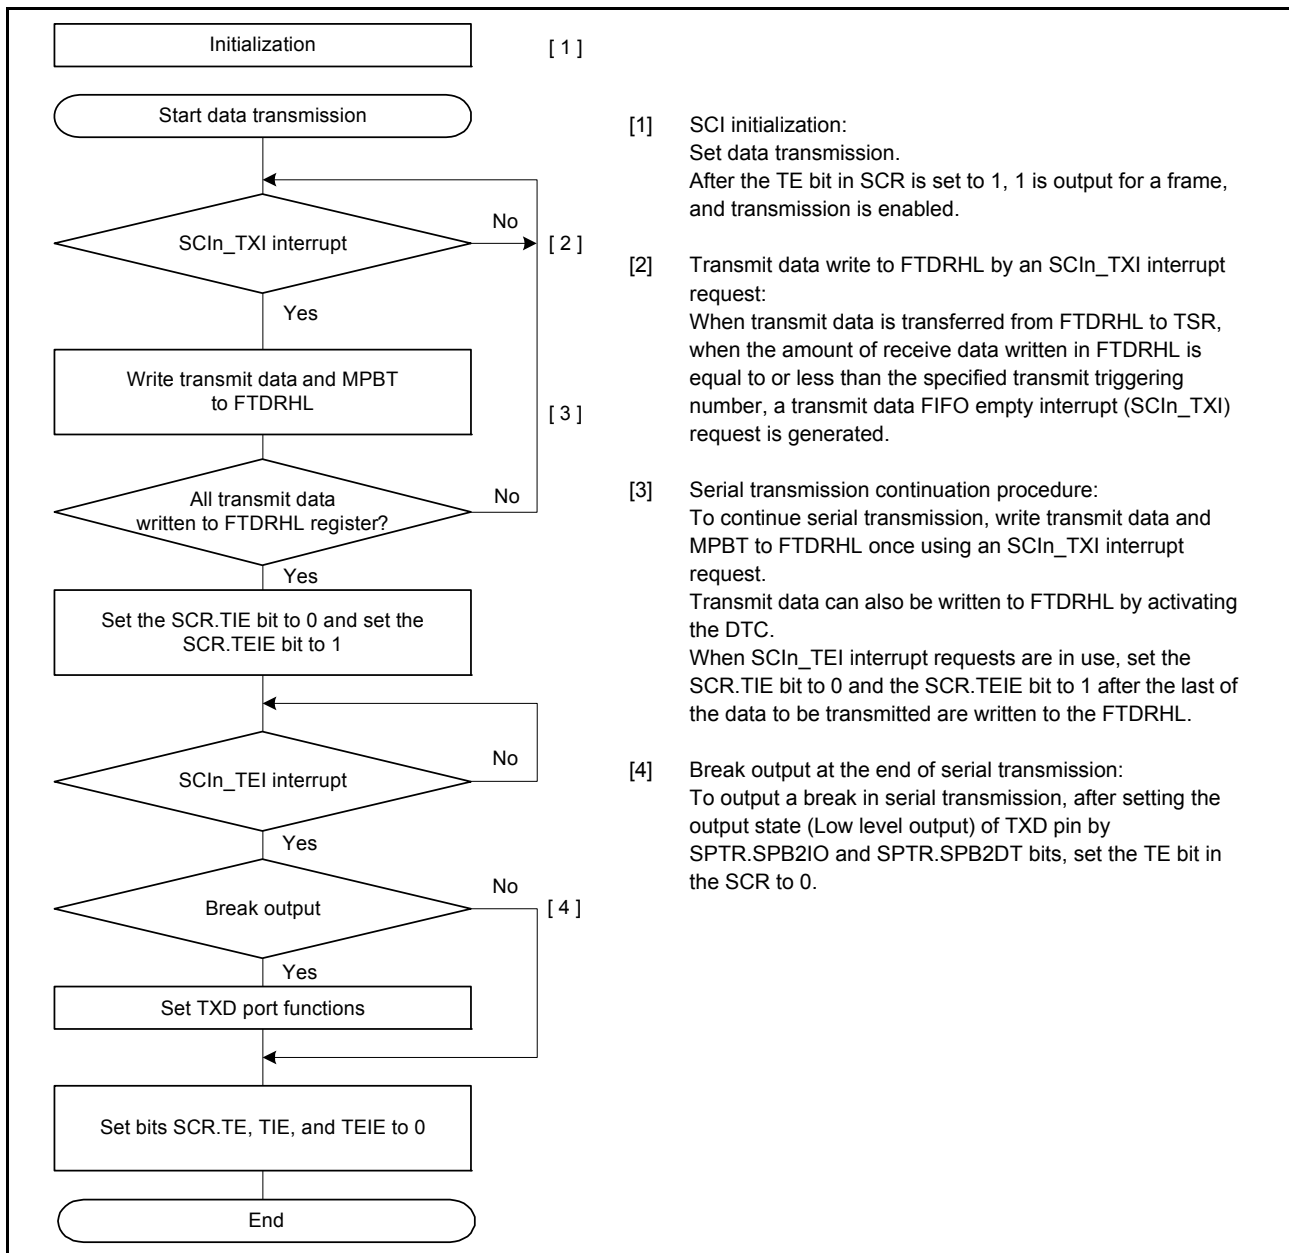 Initialization
[ 1 ]
Start data transmission
No
SCIn_TXI interrupt
[ 2 ]
Yes
Write transmit data and MPBT
to FTDRHL
[ 3 ]
All transmit data
written to FTDRHL register?
No
Yes
Set the SCR.TIE bit to 0 and set the
SCR.TEIE bit to 1
No
SCIn_TEI interrupt
Yes
No
Break output
[ 4 ]
Yes
Set TXD port functions
Set bits SCR.TE, TIE, and TEIE to 0
End
[1] SCI initialization:
Set data transmission.
After the TE bit in SCR is set to 1, 1 is output for a frame,
and transmission is enabled.
[2] Transmit data write to FTDRHL by an SCIn_TXI interrupt
request:
When transmit data is transferred from FTDRHL to TSR,
when the amount of receive data written in FTDRHL is
equal to or less than the specified transmit triggering
number, a transmit data FIFO empty interrupt (SCIn_TXI)
request is generated.
[3] Serial transmission continuation procedure:
To continue serial transmission, write transmit data and
MPBT to FTDRHL once using an SCIn_TXI interrupt
request.
Transmit data can also be written to FTDRHL by activating
the DTC.
When SCIn_TEI interrupt requests are in use, set the
SCR.TIE bit to 0 and the SCR.TEIE bit to 1 after the last of
the data to be transmitted are written to the FTDRHL.
[4] Break output at the end of serial transmission:
To output a break in serial transmission, after setting the
output state (Low level output) of TXD pin by
SPTR.SPB2IO and SPTR.SPB2DT bits, set the TE bit in
the SCR to 0.